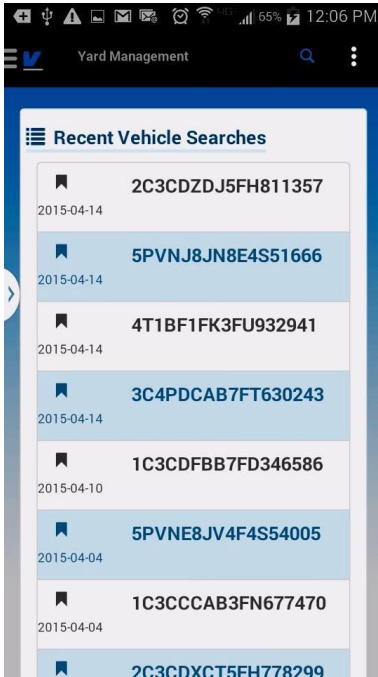 65% 12:06 PM
Yard Management
Recent Vehicle Searches
2C3CDZDJ5FH811357
2015-04-14
5PVNJ8JN8E4S51666
2015-04-14
4T1BF1FK3FU932941
2015-04-14
3C4PDCAB7FT630243
2015-04-14
1C3CDFBB7FD346586
2015-04-10
5PVNE8JV4F4S54005
2015-04-04
1C3CCCAB3FN677470
2015-04-04
2C3CDXCT5FH778299